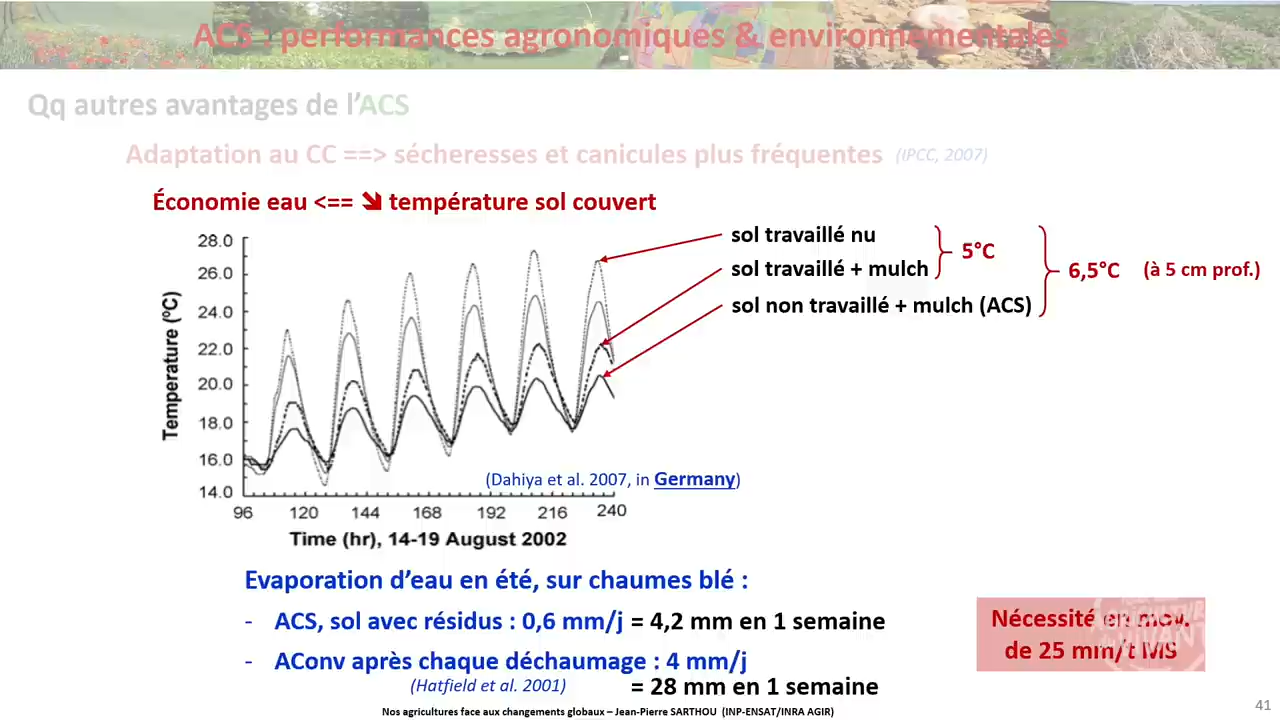 ACS : performances agronomiques & environnementales
Qq autres avantages de l'ACS
Adaptation au CC ==> sécheresses et canicules plus fréquentes (IPCC, 2007)
Économie eau <== ➘ température sol couvert
sol travaillé nu
sol travaillé + mulch
sol non travaillé + mulch (ACS)
5°C
6,5°C (à 5 cm prof.)
Temperature (ºC)
28.0
26.0
24.0
22.0
20.0
18.0
16.0
14.0
96 120 144 168 192 216 240
Time (hr), 14-19 August 2002
(Dahiya et al. 2007, in Germany)
Evaporation d'eau en été, sur chaumes blé :
- ACS, sol avec résidus : 0,6 mm/j = 4,2 mm en 1 semaine
- AConv après chaque déchaumage : 4 mm/j
(Hatfield et al. 2001) = 28 mm en 1 semaine
Nécessité en moy.
de 25 mm/t MS
Nos agricultures face aux changements globaux – Jean-Pierre SARTHOU (INP-ENSAT/INRA AGIR)
41